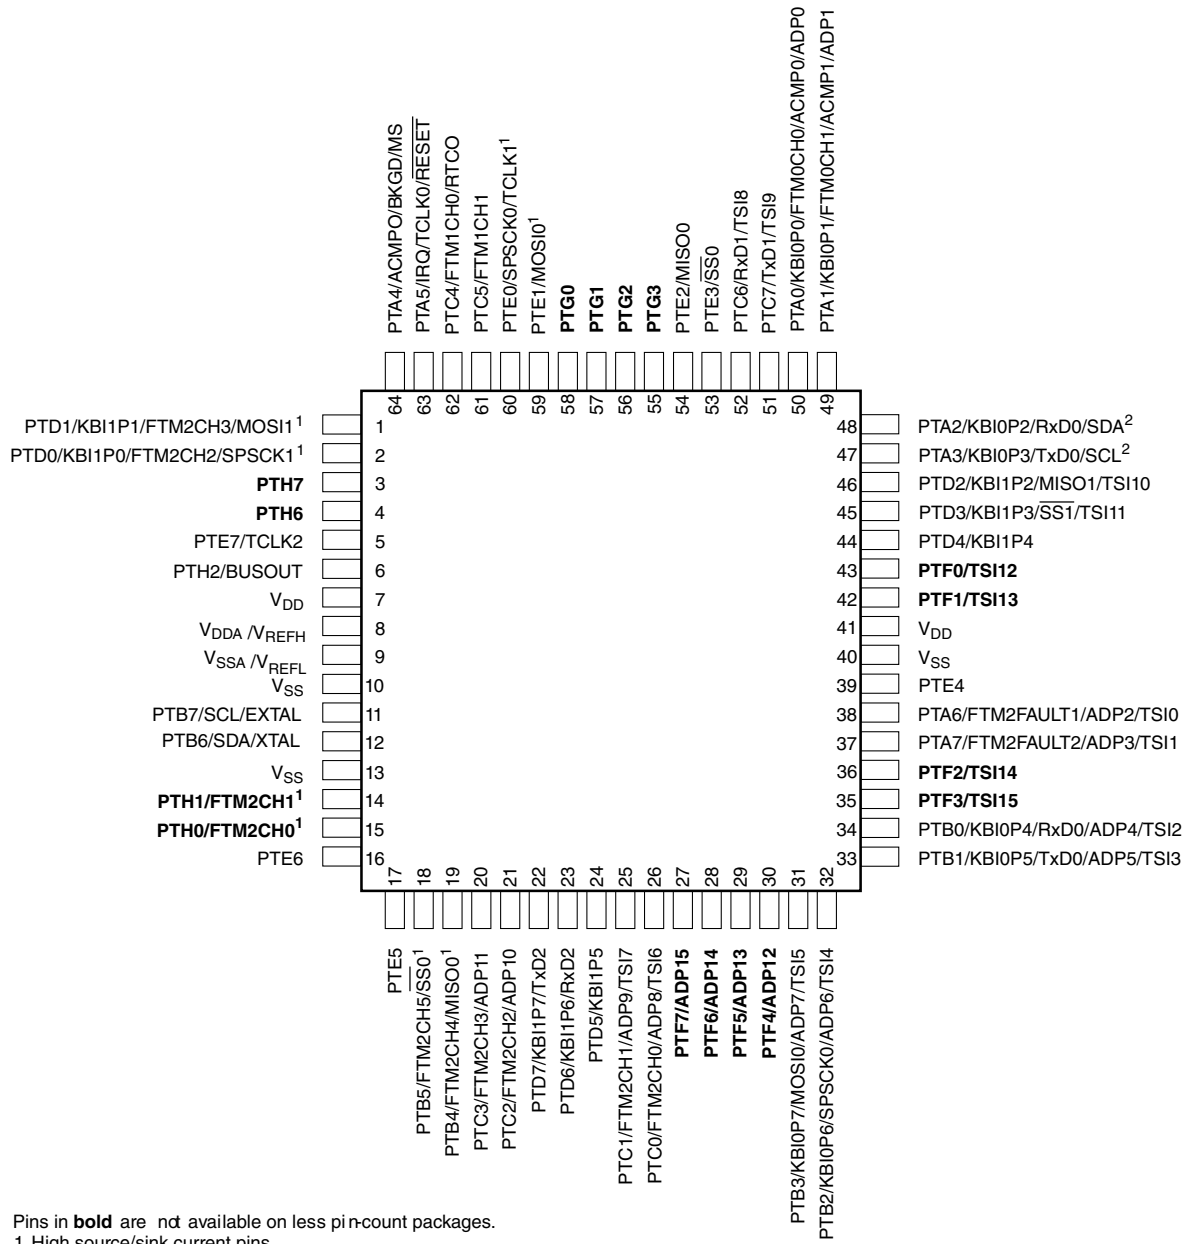 PTA4/ACMPO/BKGD/MS
PTA5/IRQ/TCLK0/RESET
PTC4/FTM1CH0/RTCO
PTC5/FTM1CH1
PTE0/SPSCK0/TCLK1¹
PTE1/MOSI0¹
PTG0
PTG1
PTG2
PTG3
PTE2/MISO0
PTE3/SS0
PTC6/RxD1/TSI8
PTC7/TxD1/TSI9
PTA0/KBI0P0/FTM0CH0/ACMP0/ADP0
PTA1/KBI0P1/FTM0CH1/ACMP1/ADP1
64
63
62
61
60
59
58
57
56
55
54
53
52
51
50
49
PTD1/KBI1P1/FTM2CH3/MOSI1¹ 1
PTD0/KBI1P0/FTM2CH2/SPSCK1¹ 2
PTH7 3
PTH6 4
PTE7/TCLK2 5
PTH2/BUSOUT 6
VDD 7
VDDA /VREFH 8
VSSA /VREFL 9
VSS 10
PTB7/SCL/EXTAL 11
PTB6/SDA/XTAL 12
VSS 13
PTH1/FTM2CH1¹ 14
PTH0/FTM2CH0¹ 15
PTE6 16
48 PTA2/KBI0P2/RxD0/SDA²
47 PTA3/KBI0P3/TxD0/SCL²
46 PTD2/KBI1P2/MISO1/TSI10
45 PTD3/KBI1P3/SS1/TSI11
44 PTD4/KBI1P4
43 PTF0/TSI12
42 PTF1/TSI13
41 VDD
40 VSS
39 PTE4
38 PTA6/FTM2FAULT1/ADP2/TSI0
37 PTA7/FTM2FAULT2/ADP3/TSI1
36 PTF2/TSI14
35 PTF3/TSI15
34 PTB0/KBI0P4/RxD0/ADP4/TSI2
33 PTB1/KBI0P5/TxD0/ADP5/TSI3
17
18
19
20
21
22
23
24
25
26
27
28
29
30
31
32
PTE5
PTB5/FTM2CH5/SS0¹
PTB4/FTM2CH4/MISO0¹
PTC3/FTM2CH3/ADP11
PTC2/FTM2CH2/ADP10
PTD7/KBI1P7/TxD2
PTD6/KBI1P6/RxD2
PTD5/KBI1P5
PTC1/FTM2CH1/ADP9/TSI7
PTC0/FTM2CH0/ADP8/TSI6
PTF7/ADP15
PTF6/ADP14
PTF5/ADP13
PTF4/ADP12
PTB3/KBI0P7/MOSI0/ADP7/TSI5
PTB2/KBI0P6/SPSCK0/ADP6/TSI4
Pins in bold are not available on less pin-count packages.
1 High source/sink current pins